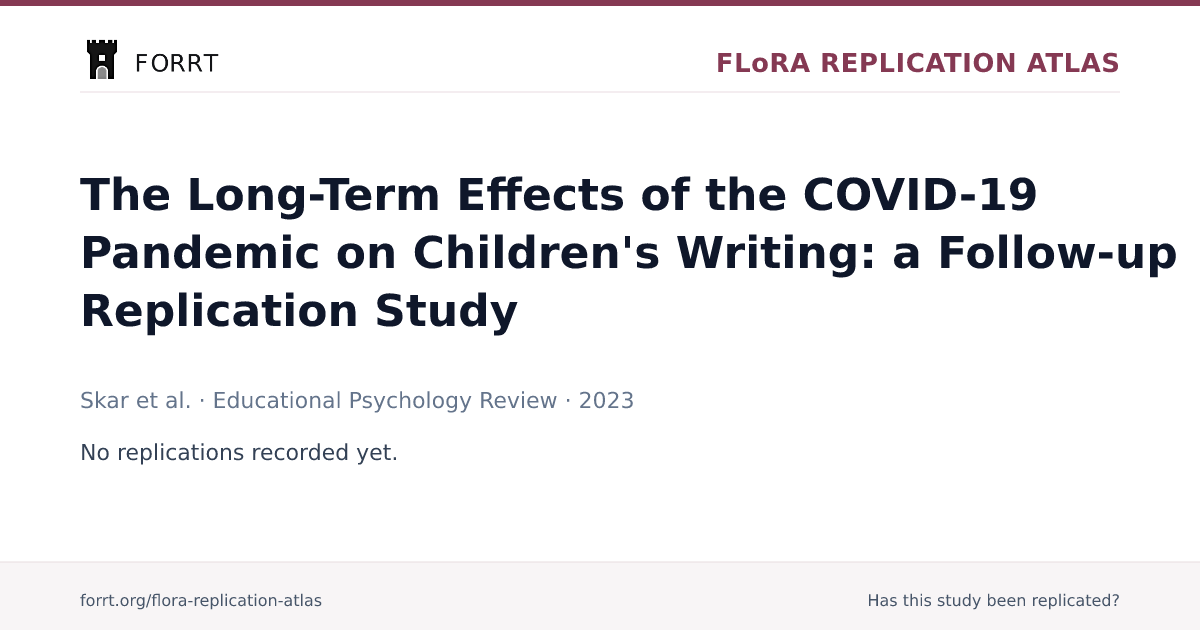 FORRT
FLoRA REPLICATION ATLAS
The Long-Term Effects of the COVID-19
Pandemic on Children's Writing: a Follow-up
Replication Study
Skar et al. · Educational Psychology Review · 2023
No replications recorded yet.
forrt.org/flora-replication-atlas
Has this study been replicated?